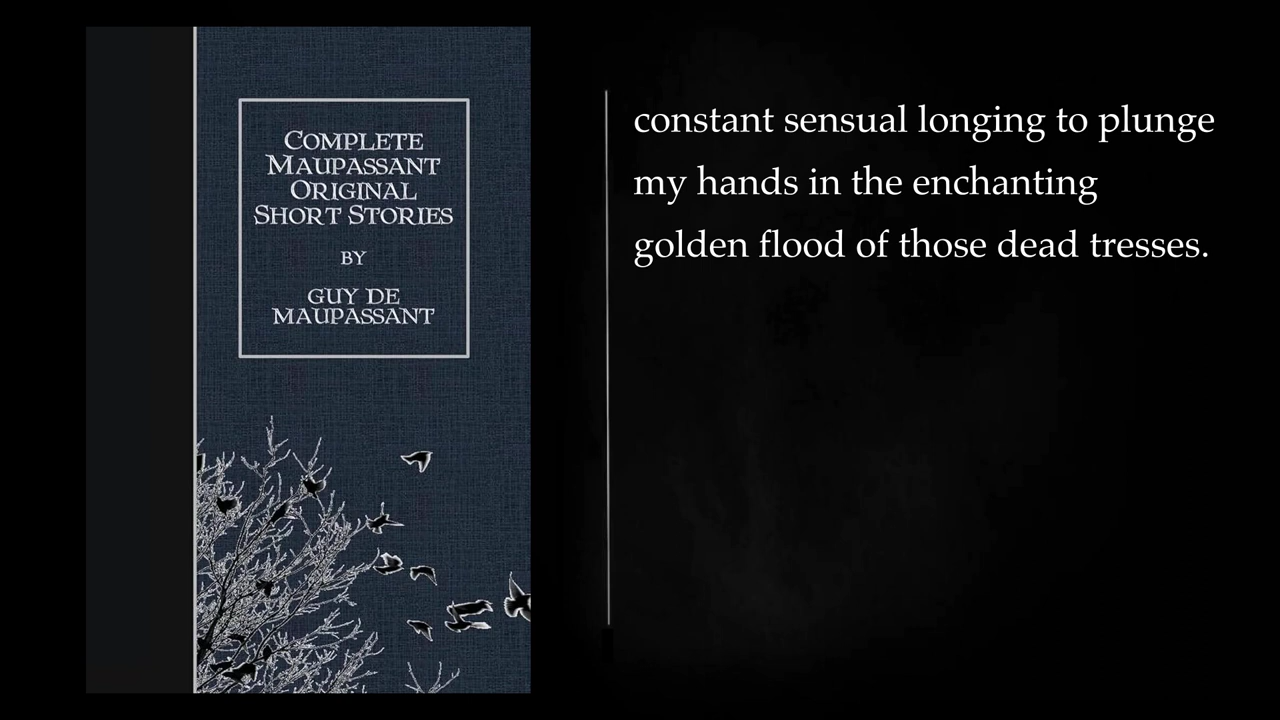 COMPLETE
MAUPASSANT
ORIGINAL
SHORT STORIES
BY
GUY DE
MAUPASSANT
constant sensual longing to plunge
my hands in the enchanting
golden flood of those dead tresses.